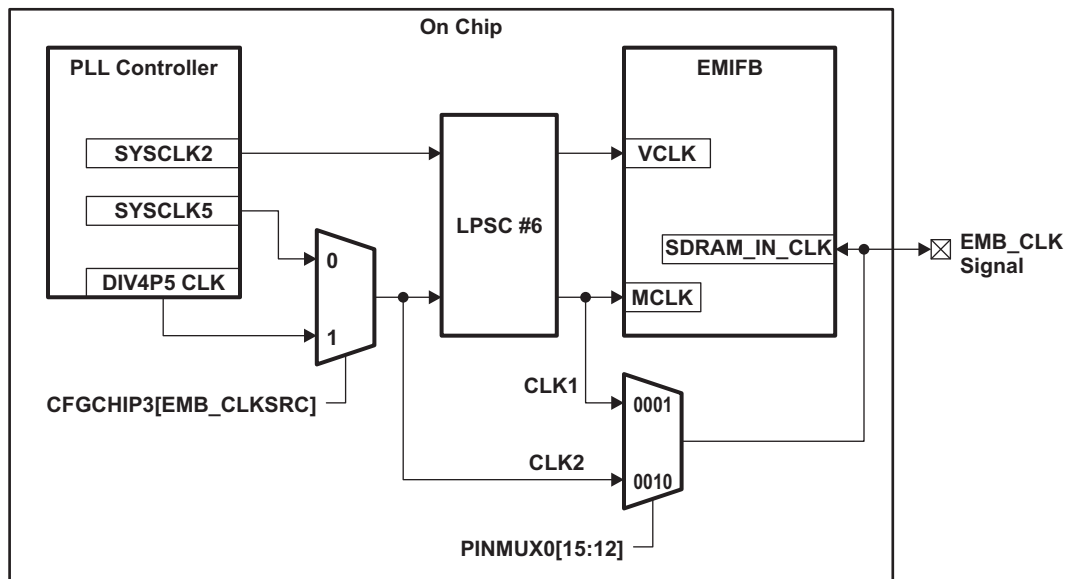 On Chip
PLL Controller
EMIFB
SYSCLK2
VCLK
SYSCLK5
LPSC #6
0
SDRAM_IN_CLK
EMB_CLK
Signal
DIV4P5 CLK
MCLK
1
CLK1
0001
CFGCHIP3[EMB_CLKSRC]
CLK2
0010
PINMUX0[15:12]